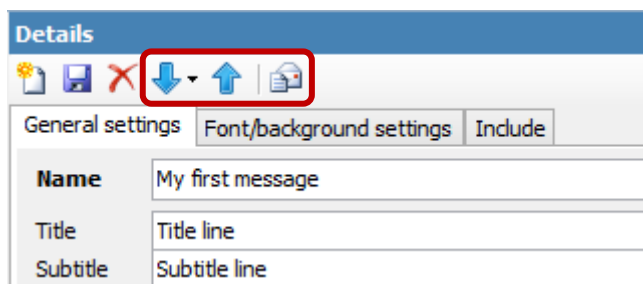 Details
General settings Font/background settings Include
Name My first message
Title Title line
Subtitle Subtitle line